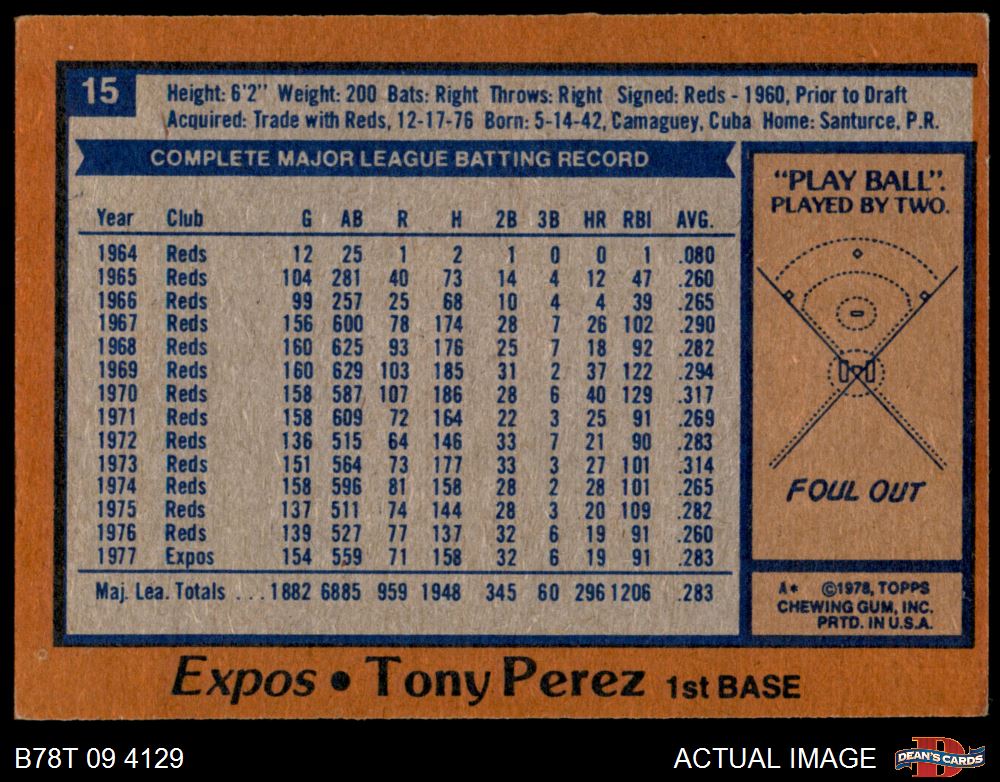 15
Height: 6'2" Weight: 200 Bats: Right Throws: Right Signed: Reds - 1960, Prior to Draft
Acquired: Trade with Reds, 12-17-76 Born: 5-14-42, Camaguey, Cuba Home: Santurce, P.R.
COMPLETE MAJOR LEAGUE BATTING RECORD
Year Club G AB R H 2B 3B HR RBI AVG.
1964 Reds 12 25 1 2 1 0 0 1 .080
1965 Reds 104 281 40 73 14 4 12 47 .260
1966 Reds 99 257 25 68 10 4 4 39 .265
1967 Reds 156 600 78 174 28 7 26 102 .290
1968 Reds 160 625 93 176 25 7 18 92 .282
1969 Reds 160 629 103 185 31 2 37 122 .294
1970 Reds 158 587 107 186 28 6 40 129 .317
1971 Reds 158 609 72 164 22 3 25 91 .269
1972 Reds 136 515 64 146 33 7 21 90 .283
1973 Reds 151 564 73 177 33 3 27 101 .314
1974 Reds 158 596 81 158 28 2 28 101 .265
1975 Reds 137 511 74 144 28 3 20 109 .282
1976 Reds 139 527 77 137 32 6 19 91 .260
1977 Expos 154 559 71 158 32 6 19 91 .283
Maj. Lea. Totals ... 1882 6885 959 1948 345 60 296 1206 .283
"PLAY BALL".
PLAYED BY TWO.
FOUL OUT
A* ©1978, TOPPS
CHEWING GUM, INC.
PRTD. IN U.S.A.
Expos • Tony Perez 1st BASE
B78T 09 4129
ACTUAL IMAGE
D
DEAN'S CARDS